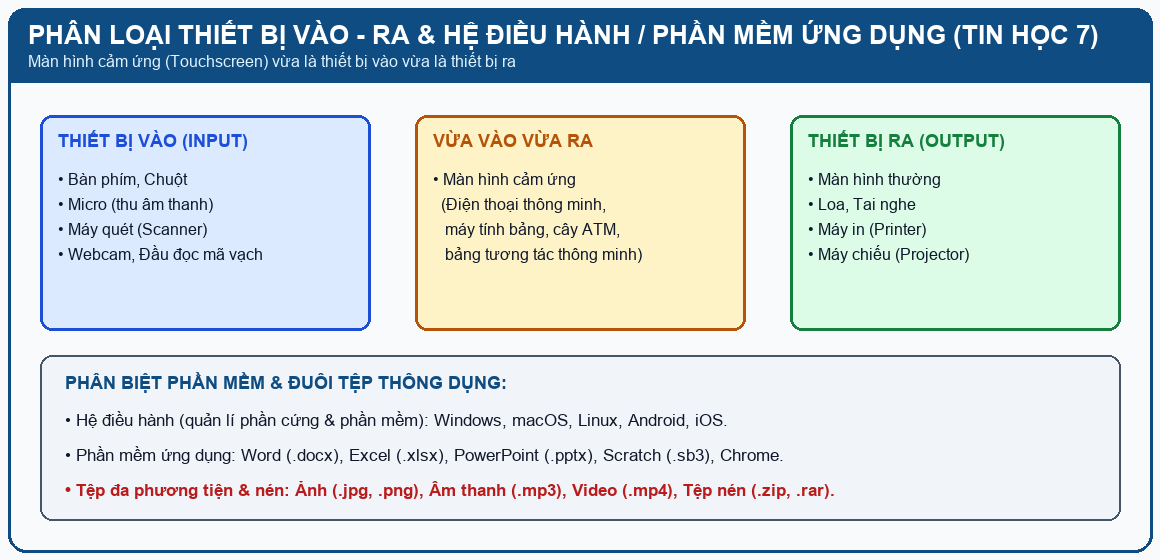 PHÂN LOẠI THIẾT BỊ VÀO - RA & HỆ ĐIỀU HÀNH / PHẦN MỀM ỨNG DỤNG (TIN HỌC 7)
Màn hình cảm ứng (Touchscreen) vừa là thiết bị vào vừa là thiết bị ra
THIẾT BỊ VÀO (INPUT)
• Bàn phím, Chuột
• Micro (thu âm thanh)
• Máy quét (Scanner)
• Webcam, Đầu đọc mã vạch
VỪA VÀO VỪA RA
• Màn hình cảm ứng
(Điện thoại thông minh,
máy tính bảng, cây ATM,
bảng tương tác thông minh)
THIẾT BỊ RA (OUTPUT)
• Màn hình thường
• Loa, Tai nghe
• Máy in (Printer)
• Máy chiếu (Projector)
PHÂN BIỆT PHẦN MỀM & ĐUÔI TỆP THÔNG DỤNG:
• Hệ điều hành (quản lí phần cứng & phần mềm): Windows, macOS, Linux, Android, iOS.
• Phần mềm ứng dụng: Word (.docx), Excel (.xlsx), PowerPoint (.pptx), Scratch (.sb3), Chrome.
• Tệp đa phương tiện & nén: Ảnh (.jpg, .png), Âm thanh (.mp3), Video (.mp4), Tệp nén (.zip, .rar).